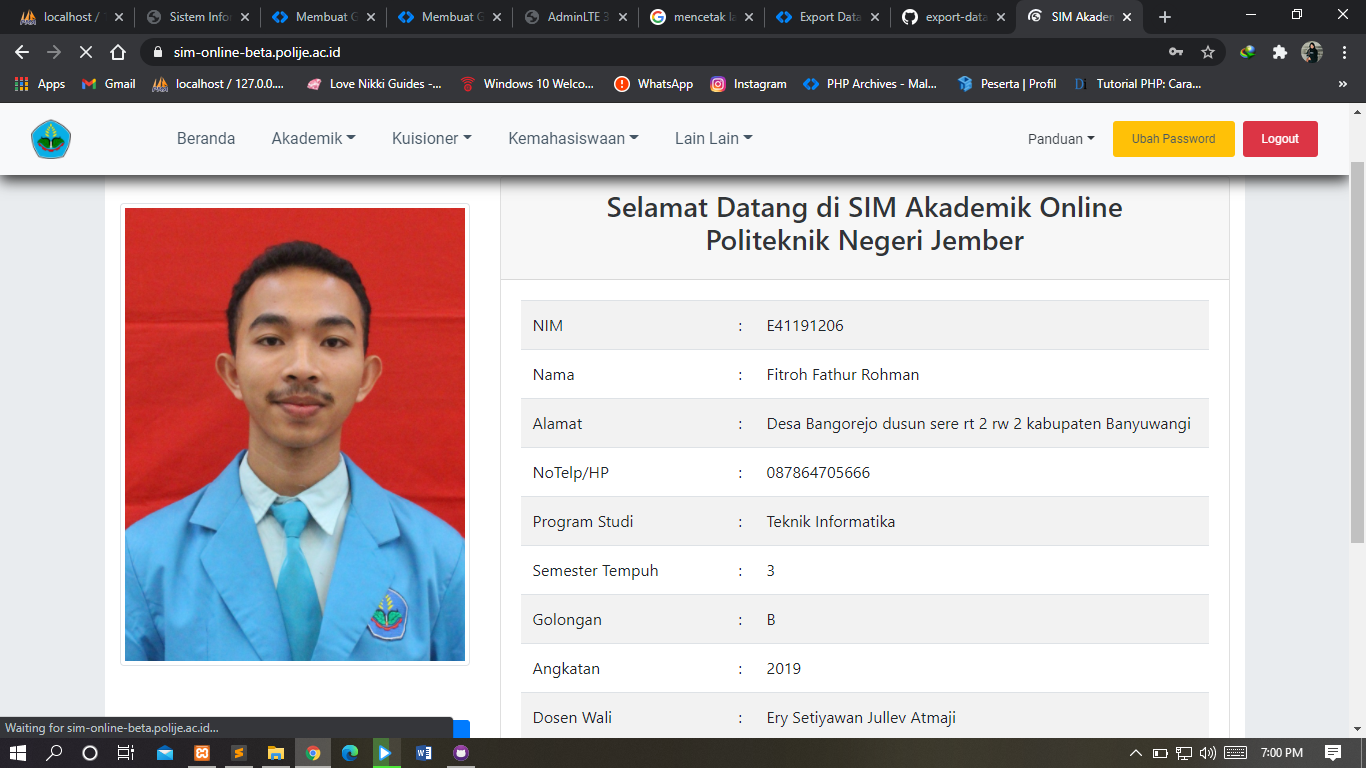 localhost / 1
Sistem Infor
Membuat G
Membuat G
AdminLTE 3
mencetak la
Export Data
export-data
SIM Akadem
sim-online-beta.polije.ac.id
Apps
Gmail
localhost / 127.0.0....
Love Nikki Guides -...
Windows 10 Welco...
WhatsApp
Instagram
PHP Archives - Mal...
Peserta | Profil
Di
Tutorial PHP: Cara...
»
Beranda
Akademik
Kuisioner
Kemahasiswaan
Lain Lain
Panduan
Ubah Password
Logout
Selamat Datang di SIM Akademik Online
Politeknik Negeri Jember
NIM : E41191206
Nama : Fitroh Fathur Rohman
Alamat : Desa Bangorejo dusun sere rt 2 rw 2 kabupaten Banyuwangi
NoTelp/HP : 087864705666
Program Studi : Teknik Informatika
Semester Tempuh : 3
Golongan : B
Angkatan : 2019
Dosen Wali : Ery Setiyawan Jullev Atmaji
Waiting for sim-online-beta.polije.ac.id...
7:00 PM